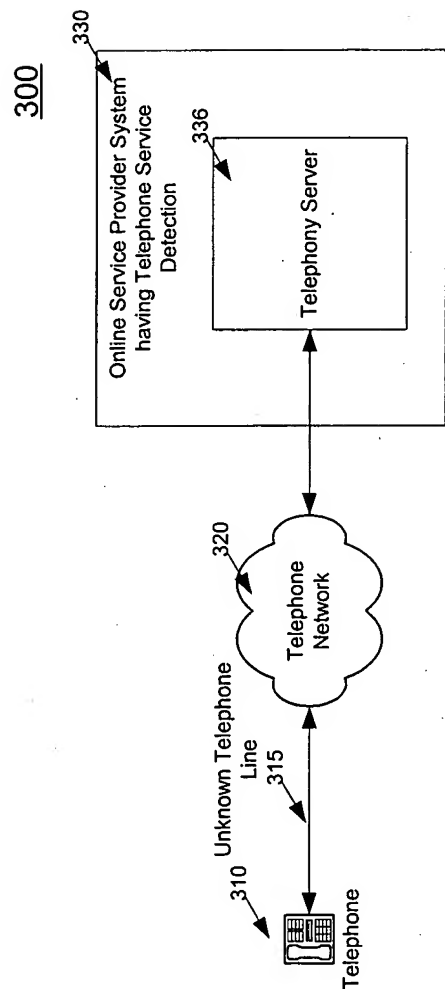 300
330
Online Service Provider System
having Telephone Service
Detection
336
Telephony Server
320
Telephone
Network
Unknown Telephone
Line
315
310
Telephone